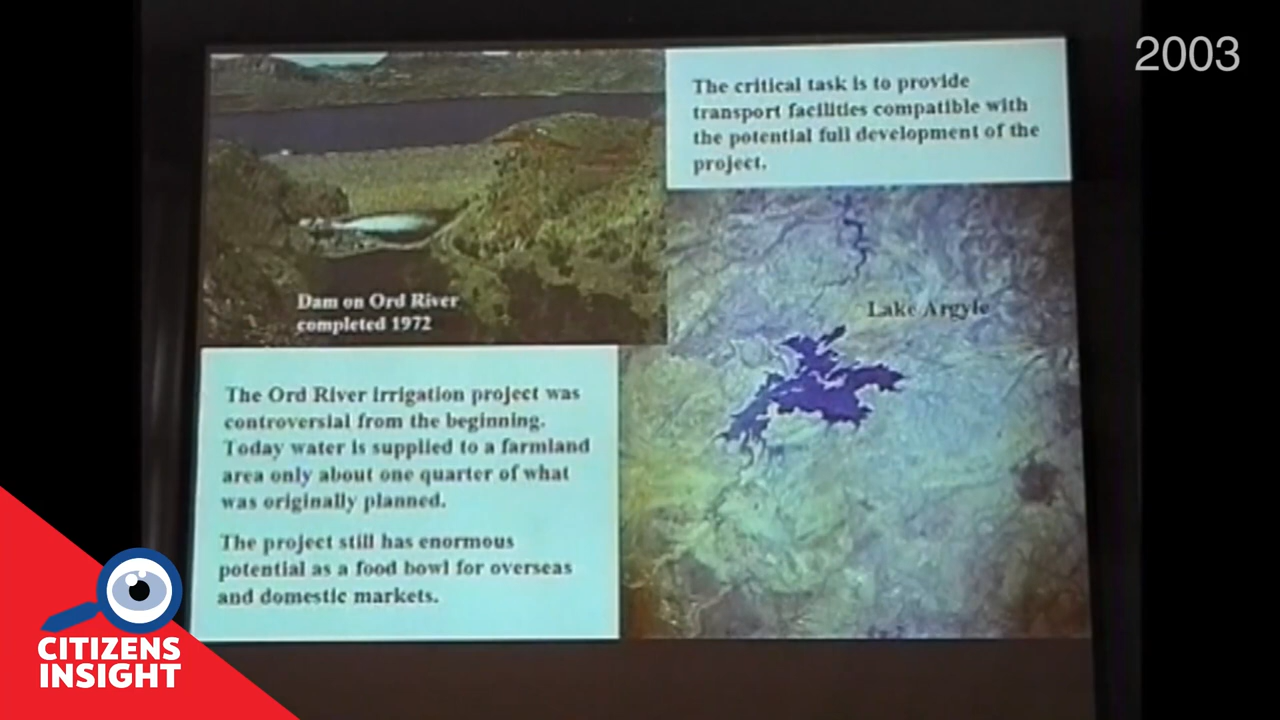 2003
The critical task is to provide
transport facilities compatible with
the potential full development of the
project.
Dam on Ord River
completed 1972
Lake Argyle
The Ord River irrigation project was
controversial from the beginning.
Today water is supplied to a farmland
area only about one quarter of what
was originally planned.
The project still has enormous
potential as a food bowl for overseas
and domestic markets.
CITIZENS
INSIGHT